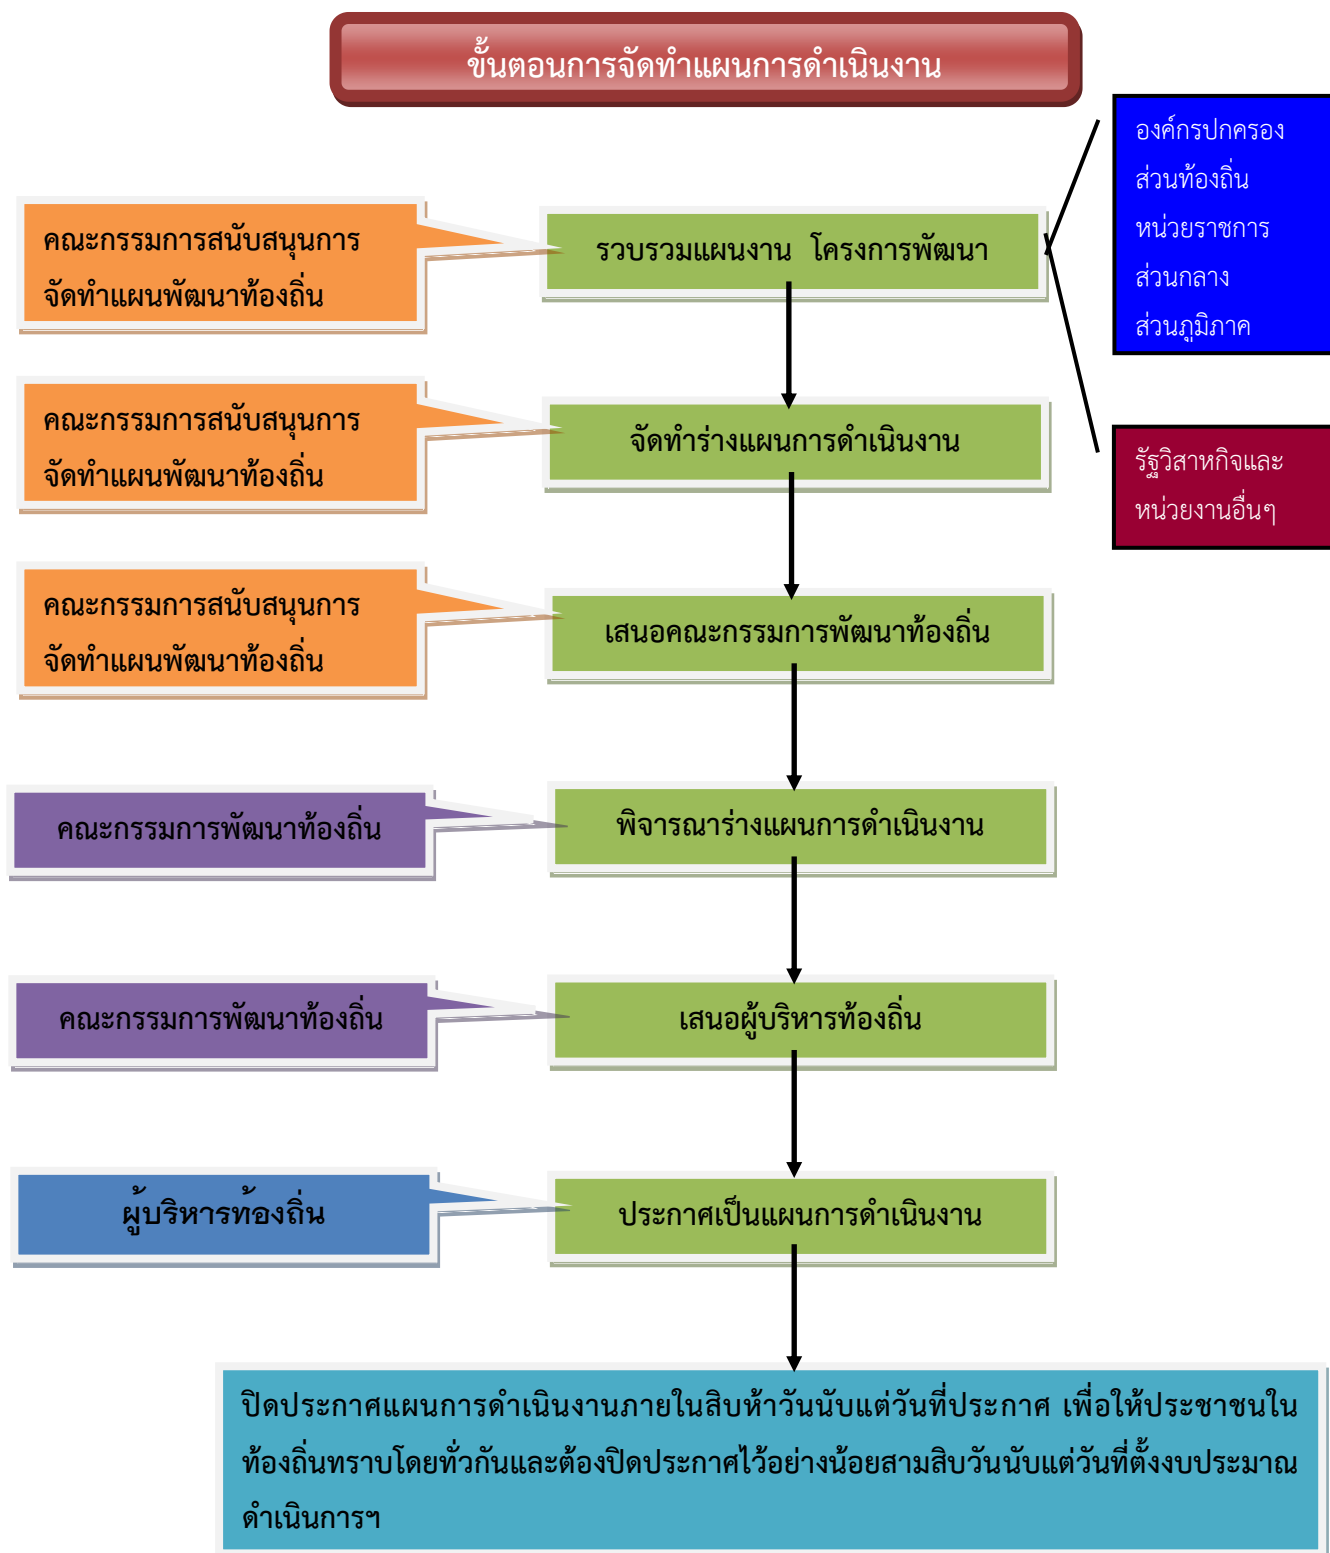 ขั้นตอนการจัดทำแผนการดำเนินงาน
องค์กรปกครอง
ส่วนท้องถิ่น
หน่วยราชการ
ส่วนกลาง
ส่วนภูมิภาค
คณะกรรมการสนับสนุนการ
จัดทำแผนพัฒนาท้องถิ่น
รวบรวมแผนงาน โครงการพัฒนา
คณะกรรมการสนับสนุนการ
จัดทำแผนพัฒนาท้องถิ่น
จัดทำร่างแผนการดำเนินงาน
รัฐวิสาหกิจและ
หน่วยงานอื่นๆ
คณะกรรมการสนับสนุนการ
จัดทำแผนพัฒนาท้องถิ่น
เสนอคณะกรรมการพัฒนาท้องถิ่น
คณะกรรมการพัฒนาท้องถิ่น
พิจารณาร่างแผนการดำเนินงาน
คณะกรรมการพัฒนาท้องถิ่น
เสนอผู้บริหารท้องถิ่น
ผู้บริหารท้องถิ่น
ประกาศเป็นแผนการดำเนินงาน
ปิดประกาศแผนการดำเนินงานภายในสิบห้าวันนับแต่วันที่ประกาศ เพื่อให้ประชาชนใน
ท้องถิ่นทราบโดยทั่วกันและต้องปิดประกาศไว้อย่างน้อยสามสิบวันนับแต่วันที่ตั้งงบประมาณ
ดำเนินการฯ